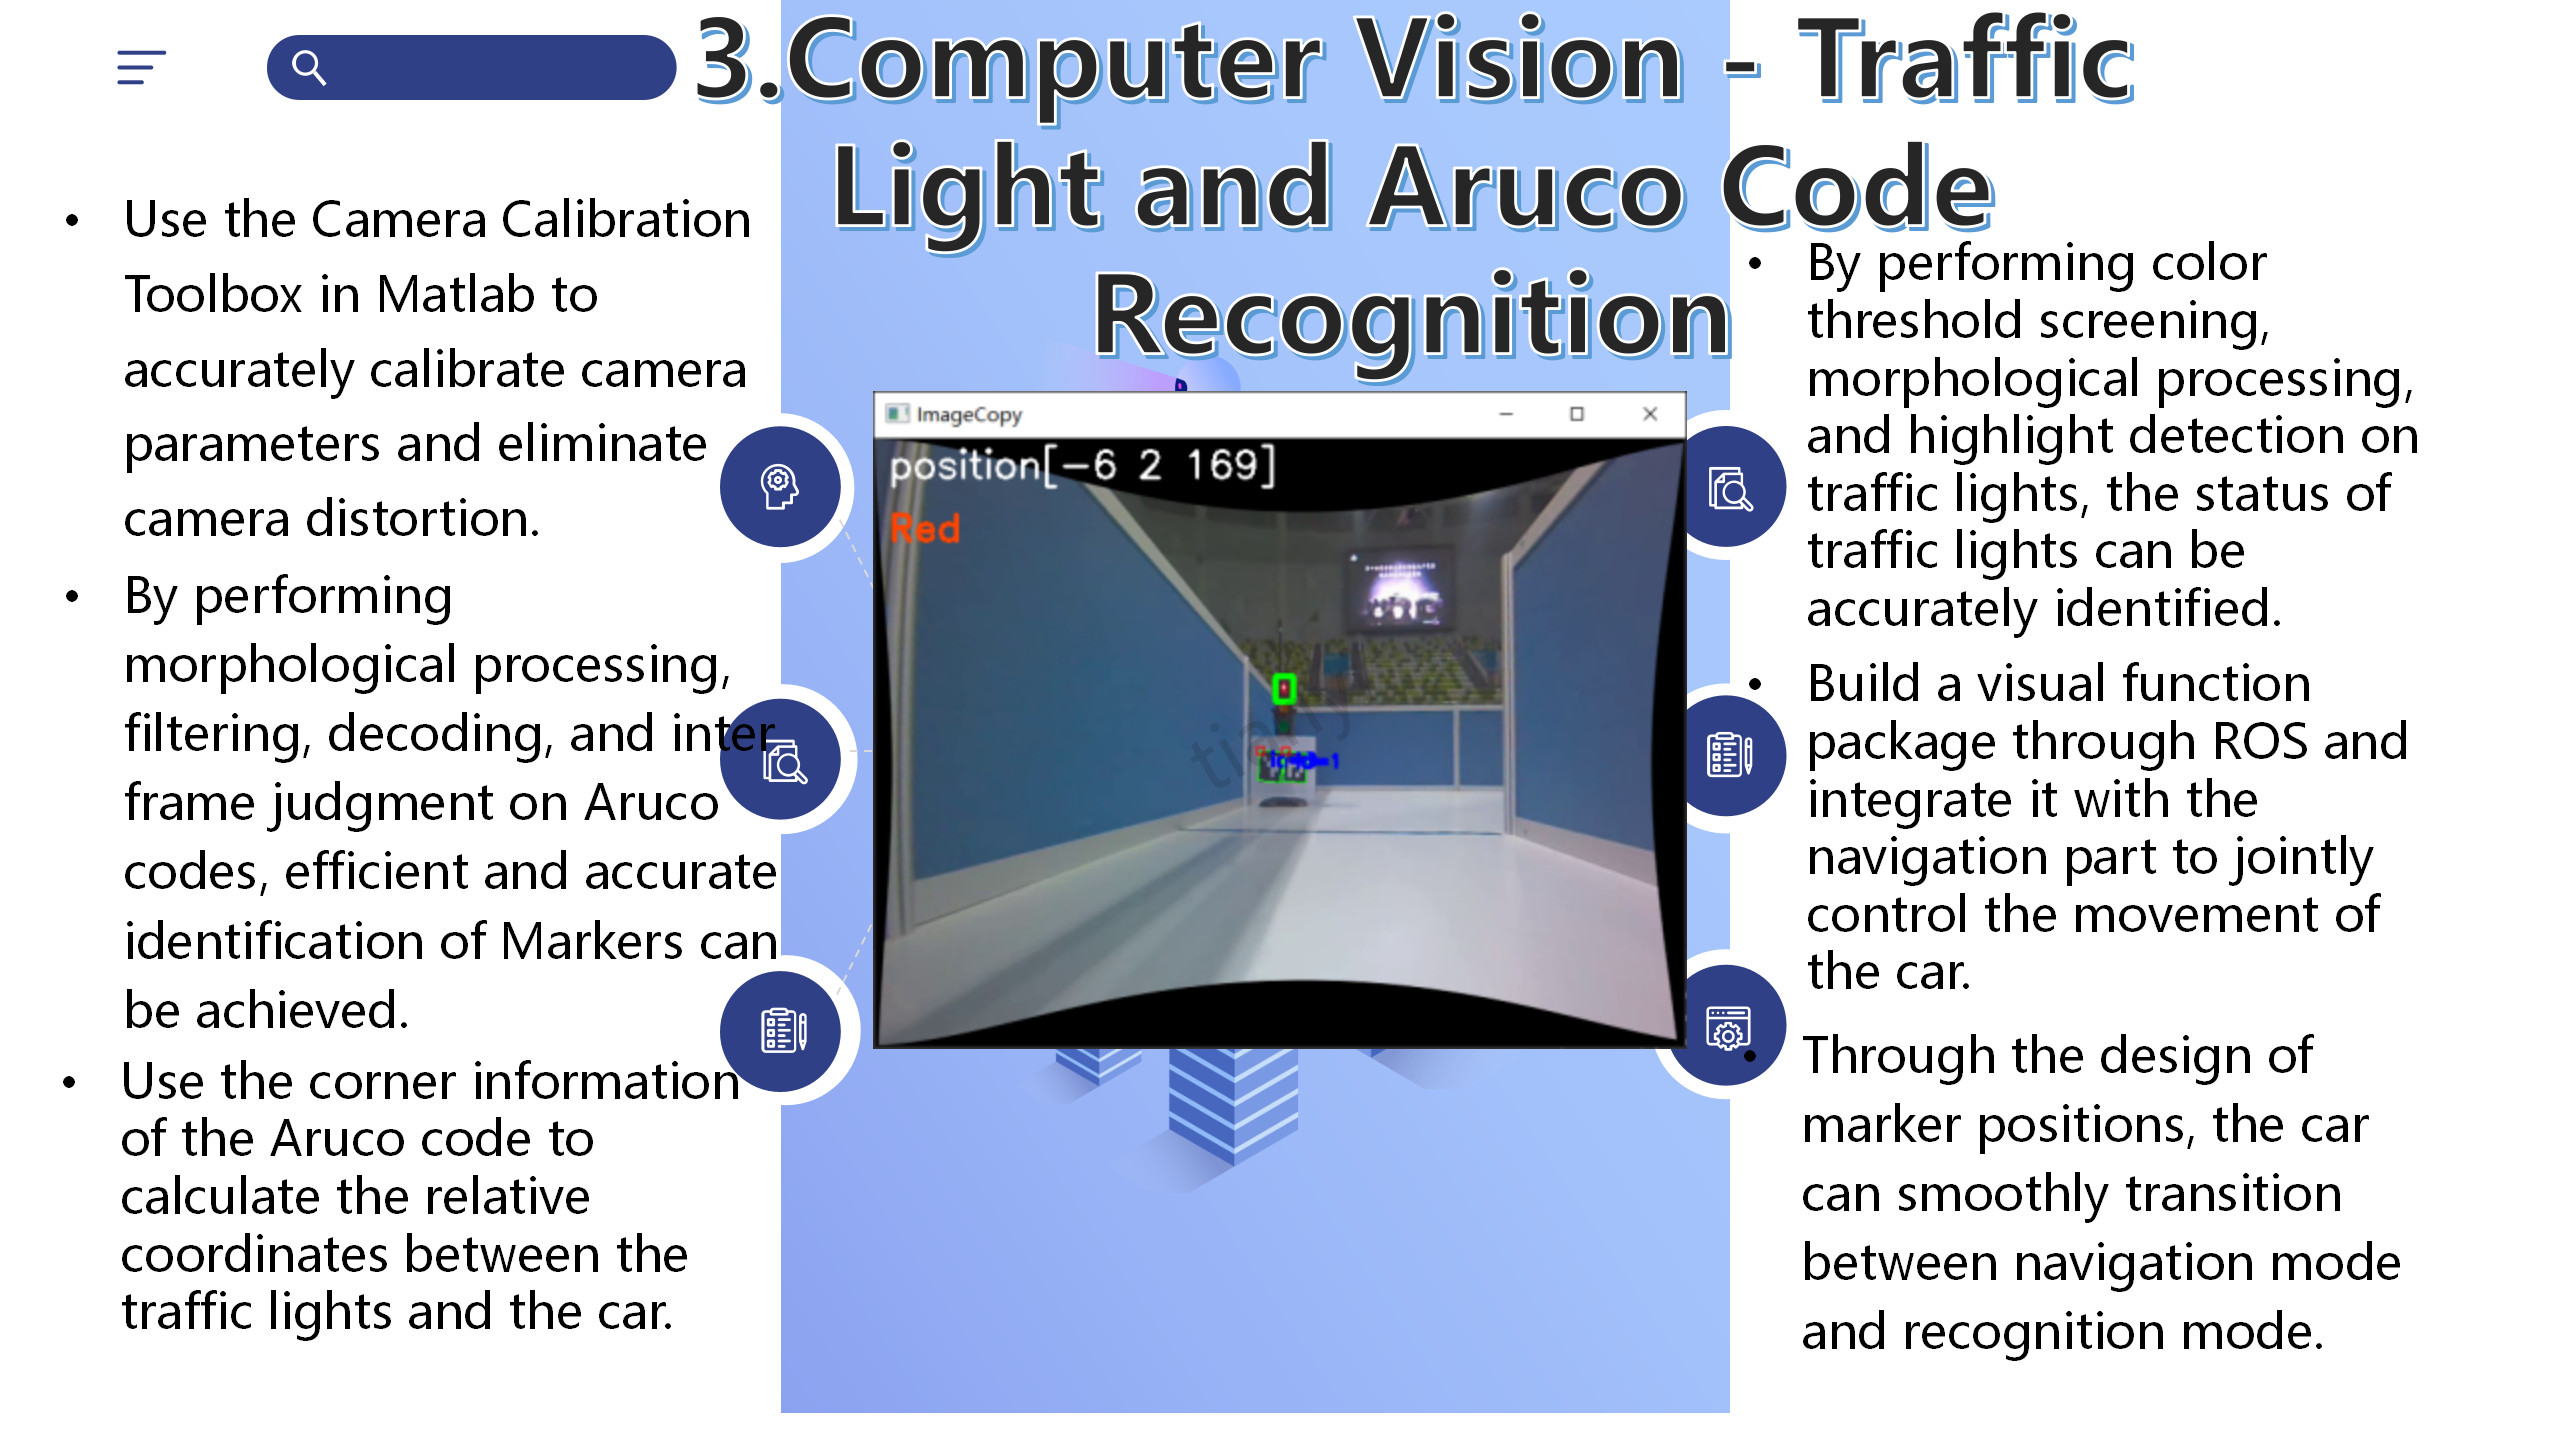 3.Computer Vision - Traffic
Light and Aruco Code
Recognition
• Use the Camera Calibration
Toolbox in Matlab to
accurately calibrate camera
parameters and eliminate
camera distortion.
• By performing
morphological processing,
filtering, decoding, and inter
frame judgment on Aruco
codes, efficient and accurate
identification of Markers can
be achieved.
• Use the corner information
of the Aruco code to
calculate the relative
coordinates between the
traffic lights and the car.
ImageCopy
position[-6 2 169]
Red
• By performing color
threshold screening,
morphological processing,
and highlight detection on
traffic lights, the status of
traffic lights can be
accurately identified.
• Build a visual function
package through ROS and
integrate it with the
navigation part to jointly
control the movement of
the car.
• Through the design of
marker positions, the car
can smoothly transition
between navigation mode
and recognition mode.